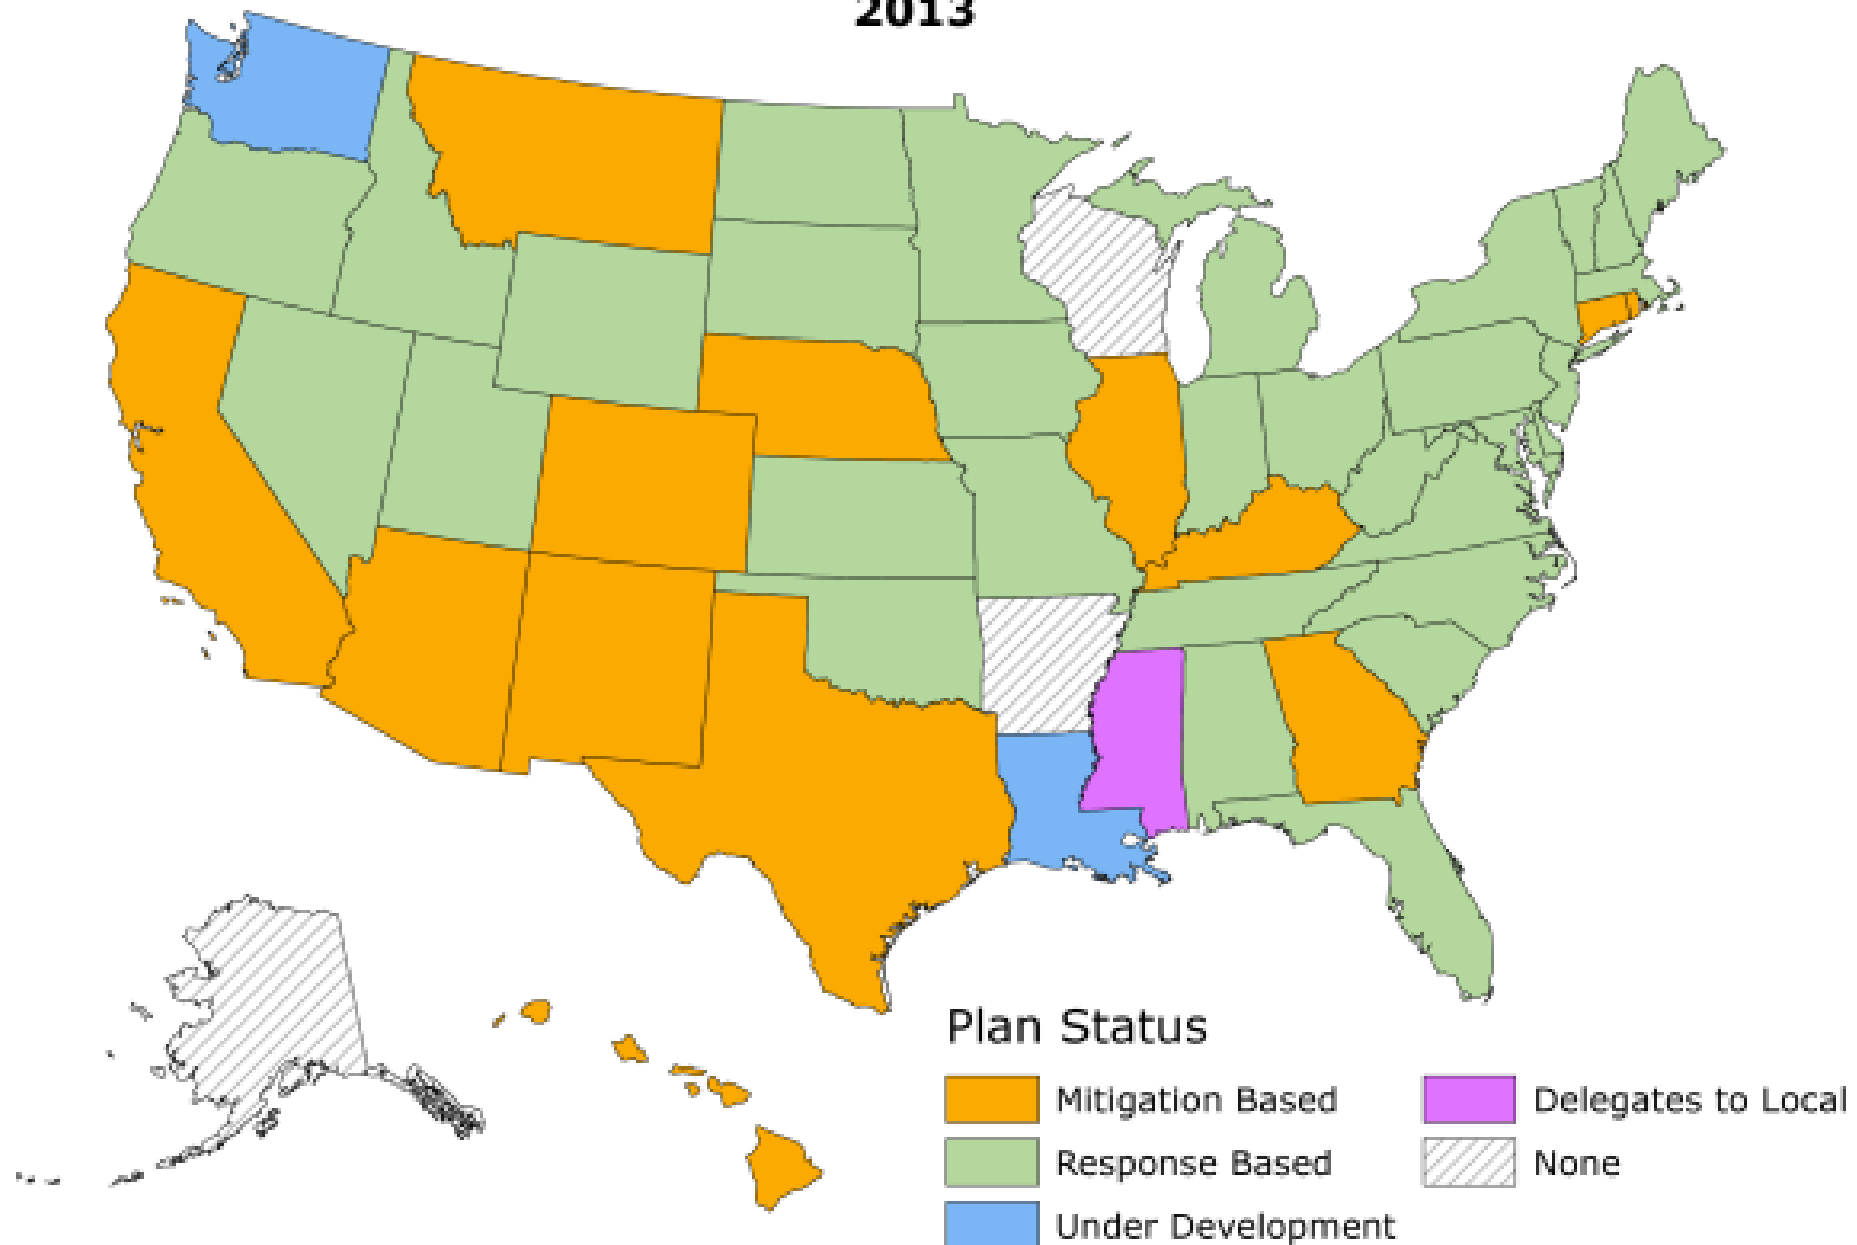 2013
Plan Status
Mitigation Based
Response Based
Under Development
Delegates to Local
None